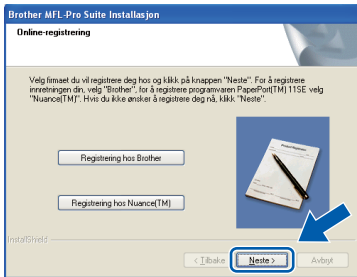 Brother MFL-Pro Suite Installasjon
Online-registrering
Velg firmaet du vil registrere deg hos og klikk på knappen "Neste". For å registrere
innretningen din, velg "Brother", for å registrere programvaren PaperPort(TM) 11SE velg
"Nuance(TM)". Hvis du ikke ønsker å registrere deg nå, klikk "Neste".
Registrering hos Brother
Registrering hos Nuance(TM)
InstallShield
< Tilbake
Neste >
Avbryt